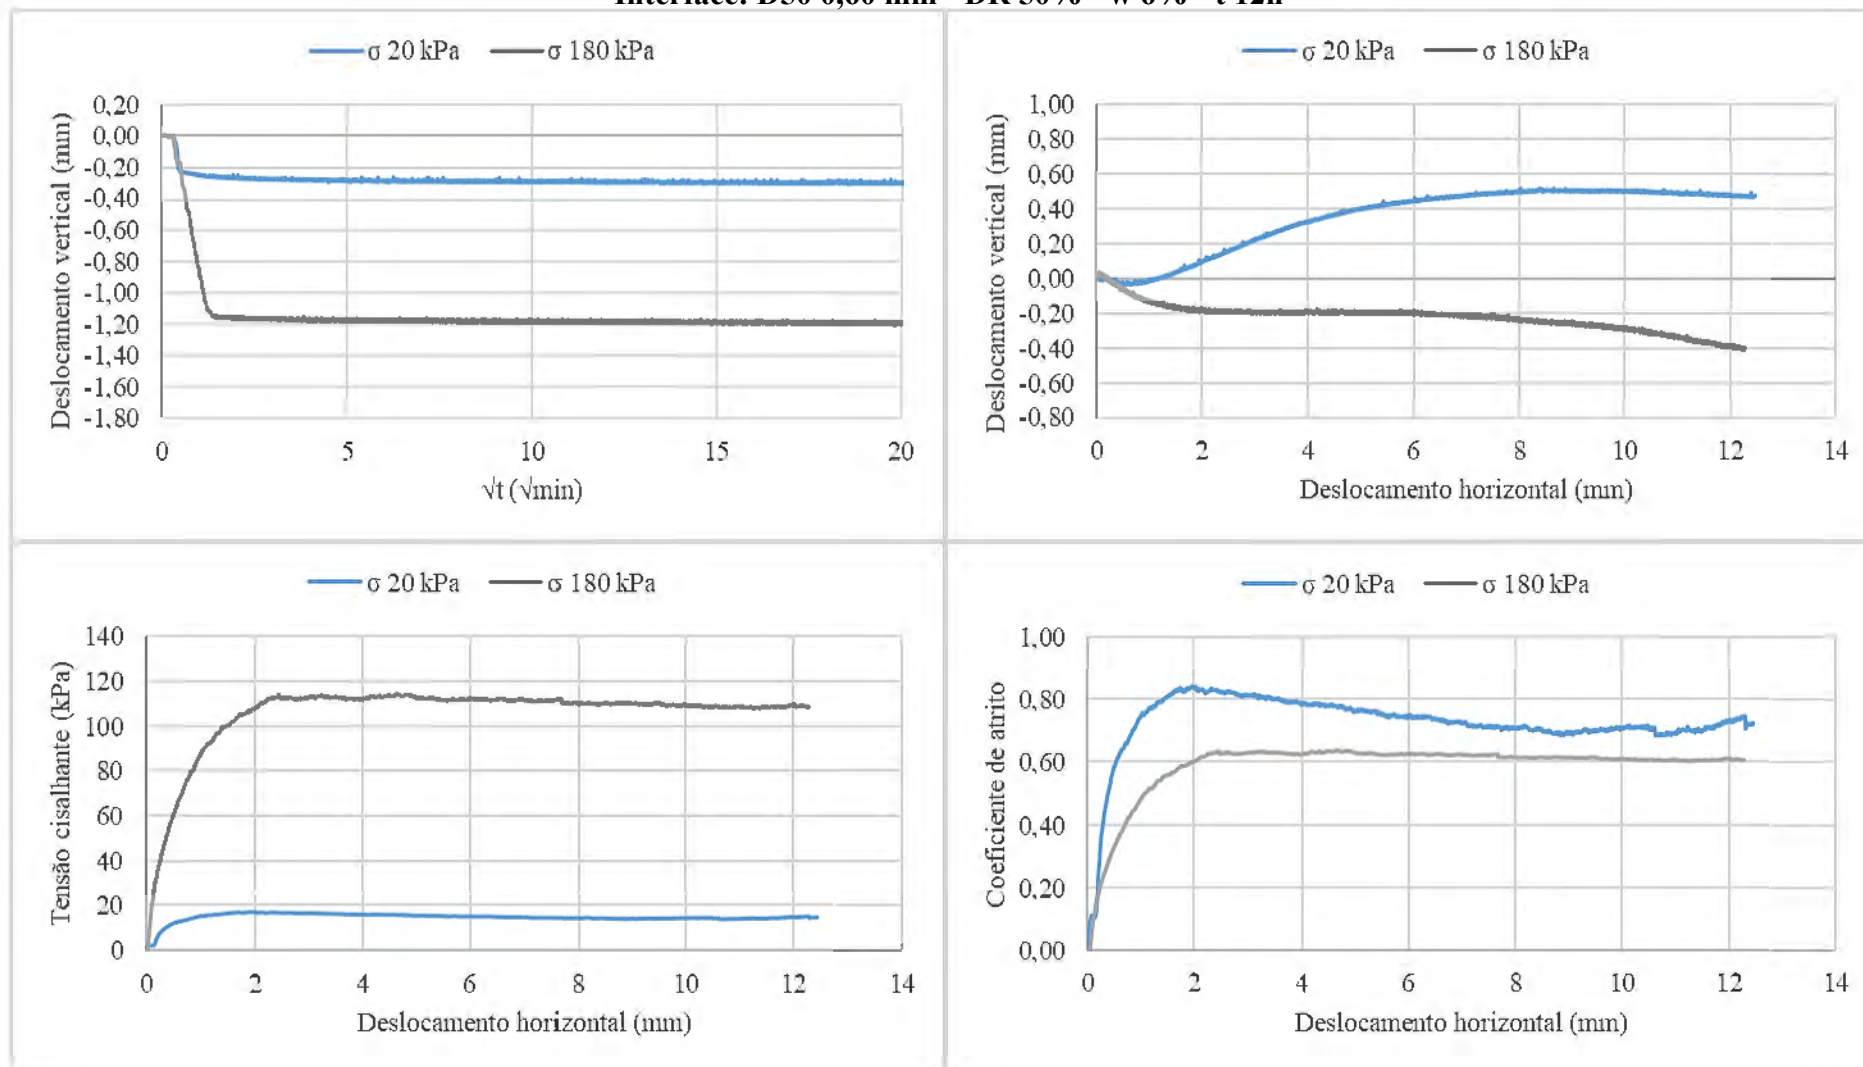 σ 20 kPa σ 180 kPa
0,20
0,00
-0,20
-0,40
-0,60
-0,80
-1,00
-1,20
-1,40
-1,60
-1,80
0 5 10 15 20
Deslocamento vertical (mm)
√t (√min)
σ 20 kPa σ 180 kPa
1,00
0,80
0,60
0,40
0,20
0,00
-0,20
-0,40
-0,60
-0,80
0 2 4 6 8 10 12 14
Deslocamento vertical (mm)
Deslocamento horizontal (mm)
σ 20 kPa σ 180 kPa
140
120
100
80
60
40
20
0
0 2 4 6 8 10 12 14
Tensão cisalhante (kPa)
Deslocamento horizontal (mm)
σ 20 kPa σ 180 kPa
1,00
0,80
0,60
0,40
0,20
0,00
0 2 4 6 8 10 12 14
Coeficiente de atrito
Deslocamento horizontal (mm)